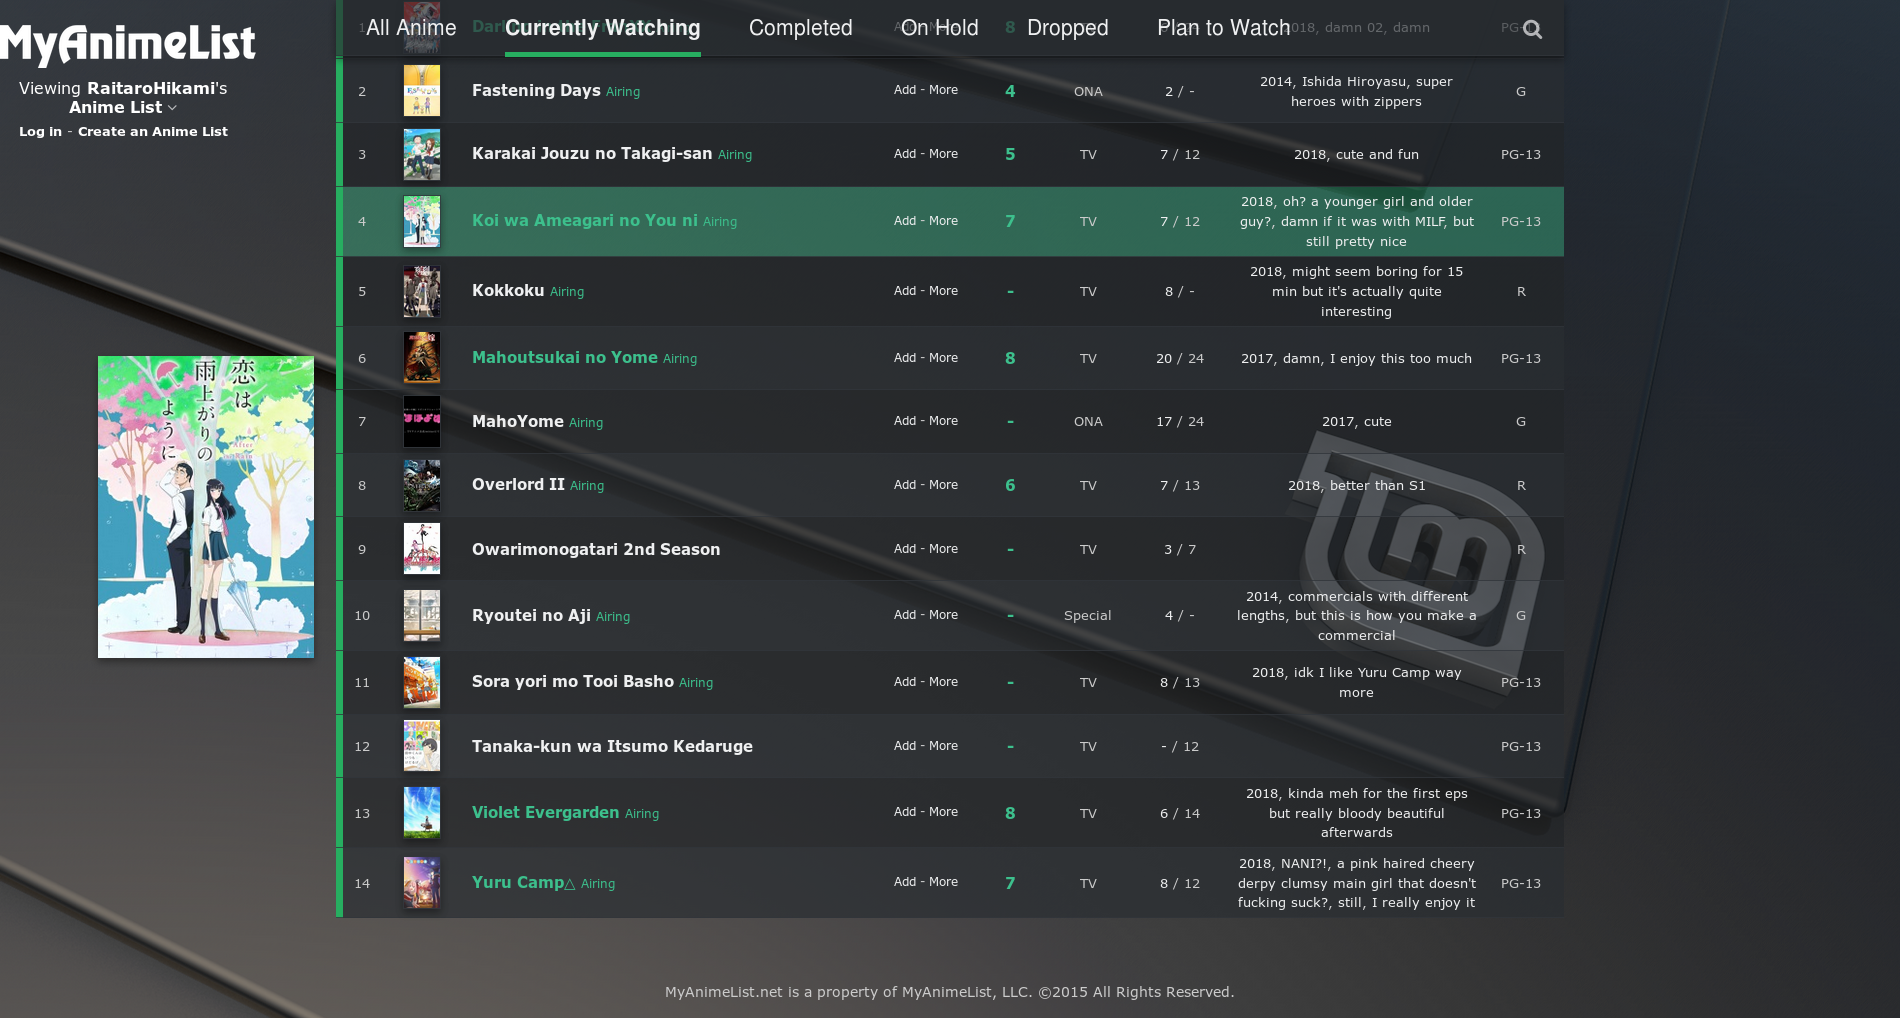 MyAnimeList
Viewing RaitaroHikami's
Anime List
Log in - Create an Anime List
All Anime Currently Watching Completed On Hold Dropped Plan to Watch
1 8 2018, damn 02, damn
2 Fastening Days Airing Add - More 4 ONA 2 / - 2014, Ishida Hiroyasu, super
heroes with zippers G
3 Karakai Jouzu no Takagi-san Airing Add - More 5 TV 7 / 12 2018, cute and fun PG-13
4 Koi wa Ameagari no You ni Airing Add - More 7 TV 7 / 12 2018, oh? a younger girl and older
guy?, damn if it was with MILF, but
still pretty nice PG-13
5 Kokkoku Airing Add - More - TV 8 / - 2018, might seem boring for 15
min but it's actually quite
interesting R
6 Mahoutsukai no Yome Airing Add - More 8 TV 20 / 24 2017, damn, I enjoy this too much PG-13
7 MahoYome Airing Add - More - ONA 17 / 24 2017, cute G
8 Overlord II Airing Add - More 6 TV 7 / 13 2018, better than S1 R
9 Owarimonogatari 2nd Season Add - More - TV 3 / 7 R
10 Ryoutei no Aji Airing Add - More - Special 4 / - 2014, commercials with different
lengths, but this is how you make a
commercial G
11 Sora yori mo Tooi Basho Airing Add - More - TV 8 / 13 2018, idk I like Yuru Camp way
more PG-13
12 Tanaka-kun wa Itsumo Kedaruge Add - More - TV - / 12 PG-13
13 Violet Evergarden Airing Add - More 8 TV 6 / 14 2018, kinda meh for the first eps
but really bloody beautiful
afterwards PG-13
14 Yuru Camp△ Airing Add - More 7 TV 8 / 12 2018, NANI?!, a pink haired cheery
derpy clumsy main girl that doesn't
fucking suck?, still, I really enjoy it PG-13
恋は
雨上がりの
ように
After
the Rain
MyAnimeList.net is a property of MyAnimeList, LLC. ©2015 All Rights Reserved.